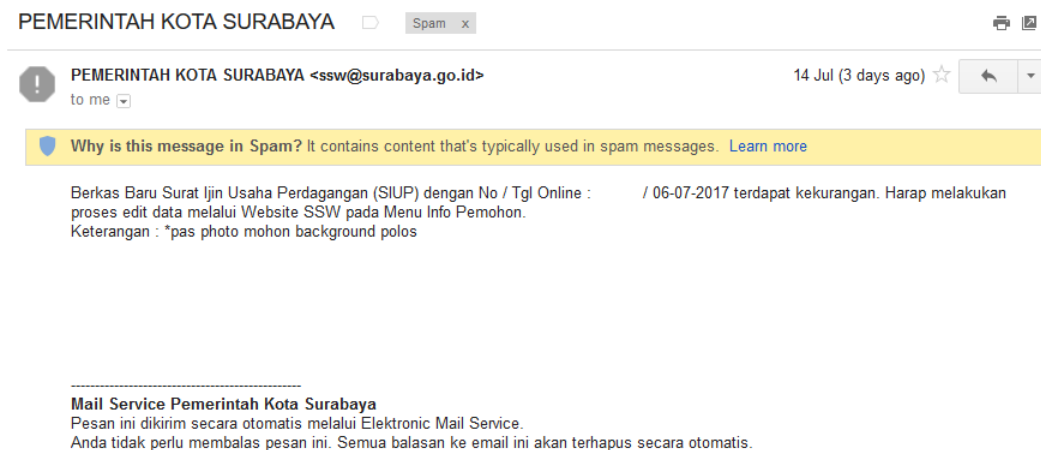 PEMERINTAH KOTA SURABAYA Spam x
PEMERINTAH KOTA SURABAYA <ssw@surabaya.go.id> 14 Jul (3 days ago)
to me
Why is this message in Spam? It contains content that's typically used in spam messages. Learn more
Berkas Baru Surat Ijin Usaha Perdagangan (SIUP) dengan No / Tgl Online : / 06-07-2017 terdapat kekurangan. Harap melakukan
proses edit data melalui Website SSW pada Menu Info Pemohon.
Keterangan : *pas photo mohon background polos
------------------------------------------------
Mail Service Pemerintah Kota Surabaya
Pesan ini dikirim secara otomatis melalui Elektronic Mail Service.
Anda tidak perlu membalas pesan ini. Semua balasan ke email ini akan terhapus secara otomatis.